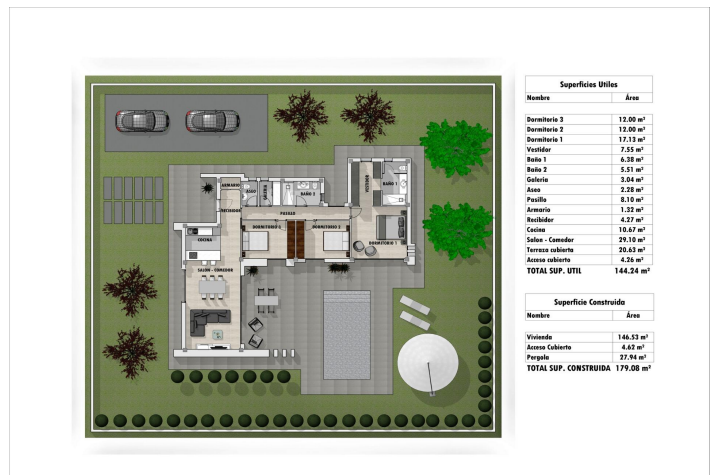 ARMARIO
ASEO
GALERIA
BAÑO 2
VESTIDOR
BAÑO 1
RECIBIDOR
PASILLO
COCINA
DORMITORIO 3
DORMITORIO 2
DORMITORIO 1
SALON - COMEDOR
Superficies Utiles
Nombre Área
Dormitorio 3 12.00 m²
Dormitorio 2 12.00 m²
Dormitorio 1 17.13 m²
Vestidor 7.55 m²
Baño 1 6.38 m²
Baño 2 5.51 m²
Galeria 3.04 m²
Aseo 2.28 m²
Pasillo 8.10 m²
Armario 1.32 m²
Recibidor 4.27 m²
Cocina 10.67 m²
Salon - Comedor 29.10 m²
Terraza cubierta 20.63 m²
Acceso cubierto 4.26 m²
TOTAL SUP. UTIL 144.24 m²
Superficie Construida
Nombre Área
Vivienda 146.53 m²
Acceso Cubierto 4.62 m²
Pergola 27.94 m²
TOTAL SUP. CONSTRUIDA 179.08 m²